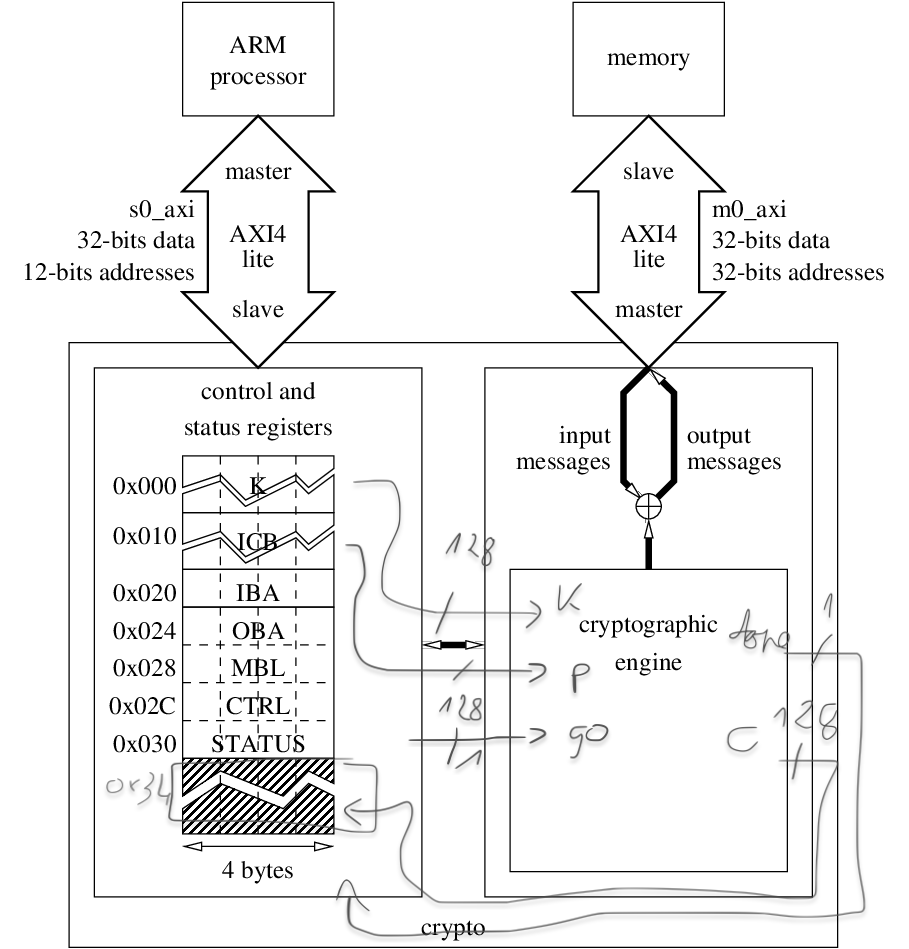 ARM
processor
memory
master
slave
s0_axi
32-bits data
12-bits addresses
AXI4
lite
AXI4
lite
m0_axi
32-bits data
32-bits addresses
slave
master
control and
status registers
input
messages
output
messages
0x000
K
0x010
ICB
0x020
IBA
0x024
OBA
0x028
MBL
0x02C
CTRL
0x030
STATUS
0x34
4 bytes
128
K
cryptographic
engine
done
1
P
128
go
1
C
128
crypto